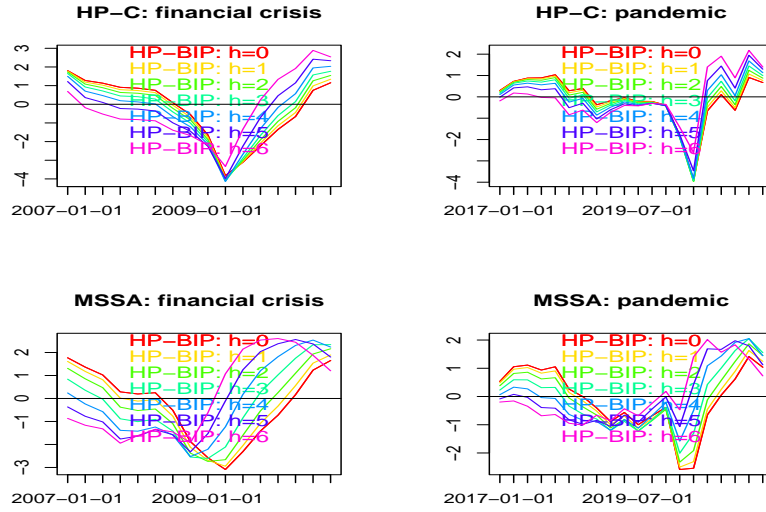 HP-C: financial crisis
HP-BIP: h=0
HP-BIP: h=1
HP-BIP: h=2
HP-BIP: h=3
HP-BIP: h=4
HP-BIP: h=5
HP-BIP: h=6
3
2
1
0
-2
-4
2007-01-01 2009-01-01
HP-C: pandemic
HP-BIP: h=0
HP-BIP: h=1
HP-BIP: h=2
HP-BIP: h=3
HP-BIP: h=4
HP-BIP: h=5
HP-BIP: h=6
2
1
0
-2
-4
2017-01-01 2019-07-01
MSSA: financial crisis
HP-BIP: h=0
HP-BIP: h=1
HP-BIP: h=2
HP-BIP: h=3
HP-BIP: h=4
HP-BIP: h=5
HP-BIP: h=6
2
1
0
-1
-3
2007-01-01 2009-01-01
MSSA: pandemic
HP-BIP: h=0
HP-BIP: h=1
HP-BIP: h=2
HP-BIP: h=3
HP-BIP: h=4
HP-BIP: h=5
HP-BIP: h=6
2
1
0
-1
-2
2017-01-01 2019-07-01